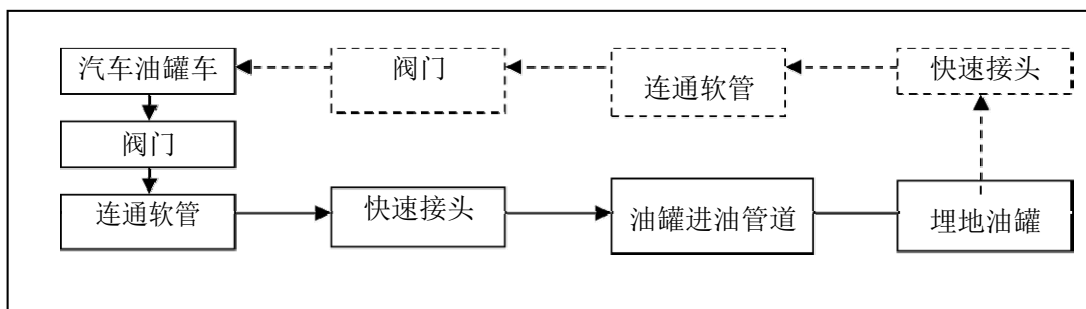 汽车油罐车
阀门
连通软管
快速接头
阀门
连通软管
快速接头
油罐进油管道
埋地油罐